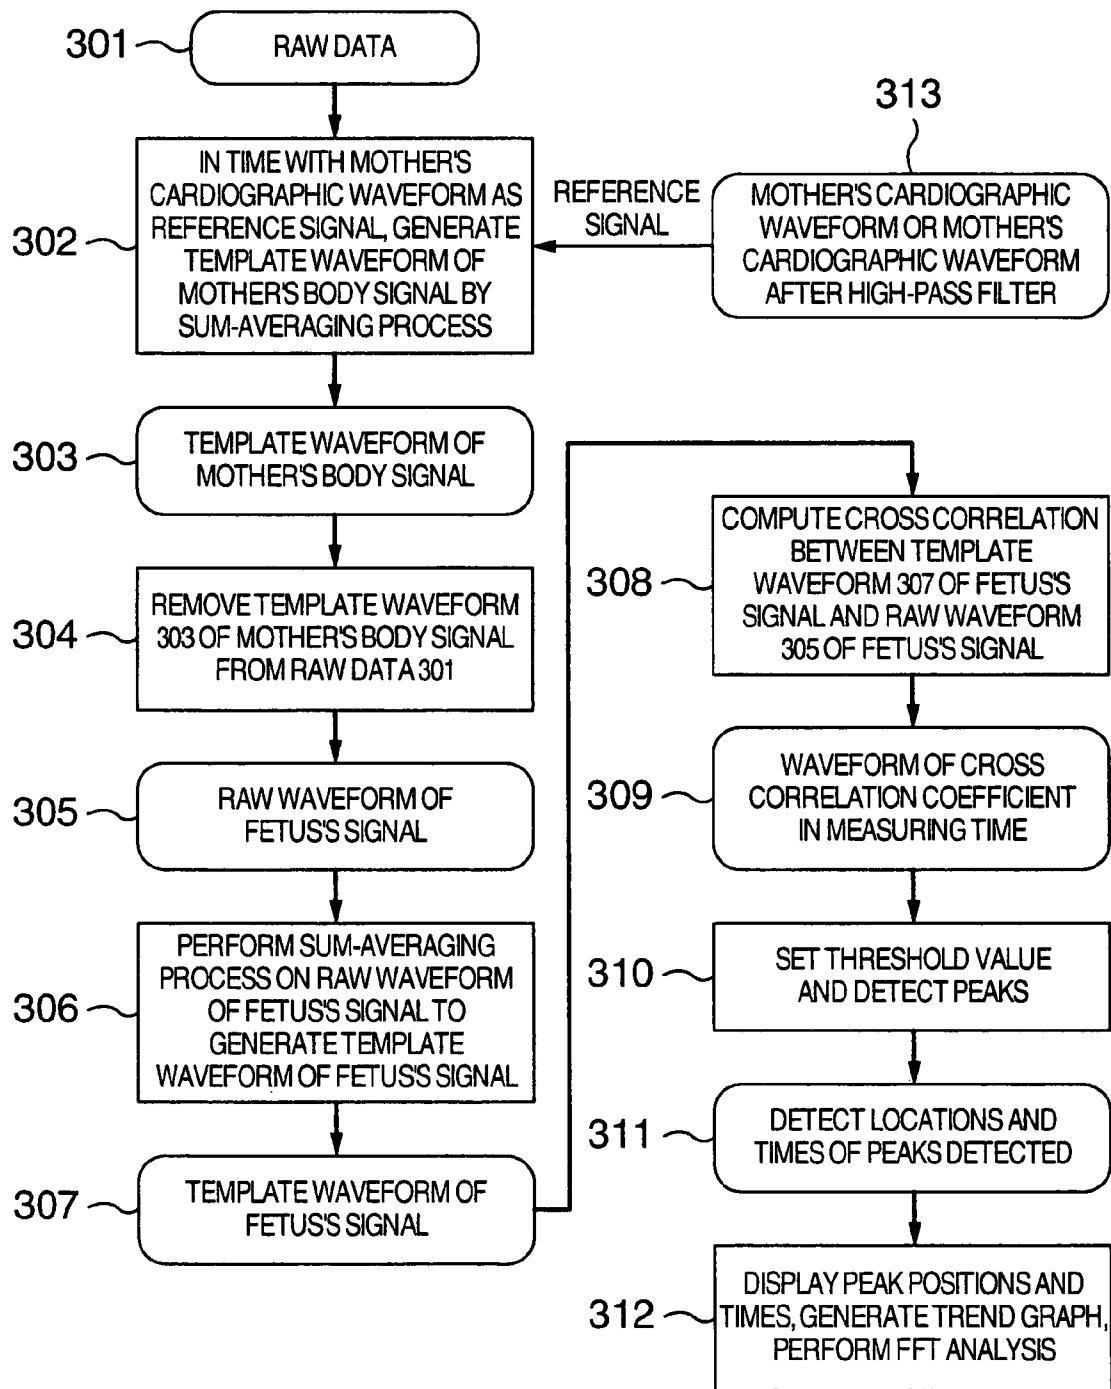 301
RAW DATA
313
302
IN TIME WITH MOTHER'S
CARDIOGRAPHIC WAVEFORM AS
REFERENCE SIGNAL, GENERATE
TEMPLATE WAVEFORM OF
MOTHER'S BODY SIGNAL BY
SUM-AVERAGING PROCESS
REFERENCE
SIGNAL
MOTHER'S CARDIOGRAPHIC
WAVEFORM OR MOTHER'S
CARDIOGRAPHIC WAVEFORM
AFTER HIGH-PASS FILTER
303
TEMPLATE WAVEFORM OF
MOTHER'S BODY SIGNAL
304
REMOVE TEMPLATE WAVEFORM
303 OF MOTHER'S BODY SIGNAL
FROM RAW DATA 301
305
RAW WAVEFORM OF
FETUS'S SIGNAL
306
PERFORM SUM-AVERAGING
PROCESS ON RAW WAVEFORM
OF FETUS'S SIGNAL TO
GENERATE TEMPLATE
WAVEFORM OF FETUS'S SIGNAL
307
TEMPLATE WAVEFORM OF
FETUS'S SIGNAL
308
COMPUTE CROSS CORRELATION
BETWEEN TEMPLATE
WAVEFORM 307 OF FETUS'S
SIGNAL AND RAW WAVEFORM
305 OF FETUS'S SIGNAL
309
WAVEFORM OF CROSS
CORRELATION COEFFICIENT
IN MEASURING TIME
310
SET THRESHOLD VALUE
AND DETECT PEAKS
311
DETECT LOCATIONS AND
TIMES OF PEAKS DETECTED
312
DISPLAY PEAK POSITIONS AND
TIMES, GENERATE TREND GRAPH,
PERFORM FFT ANALYSIS